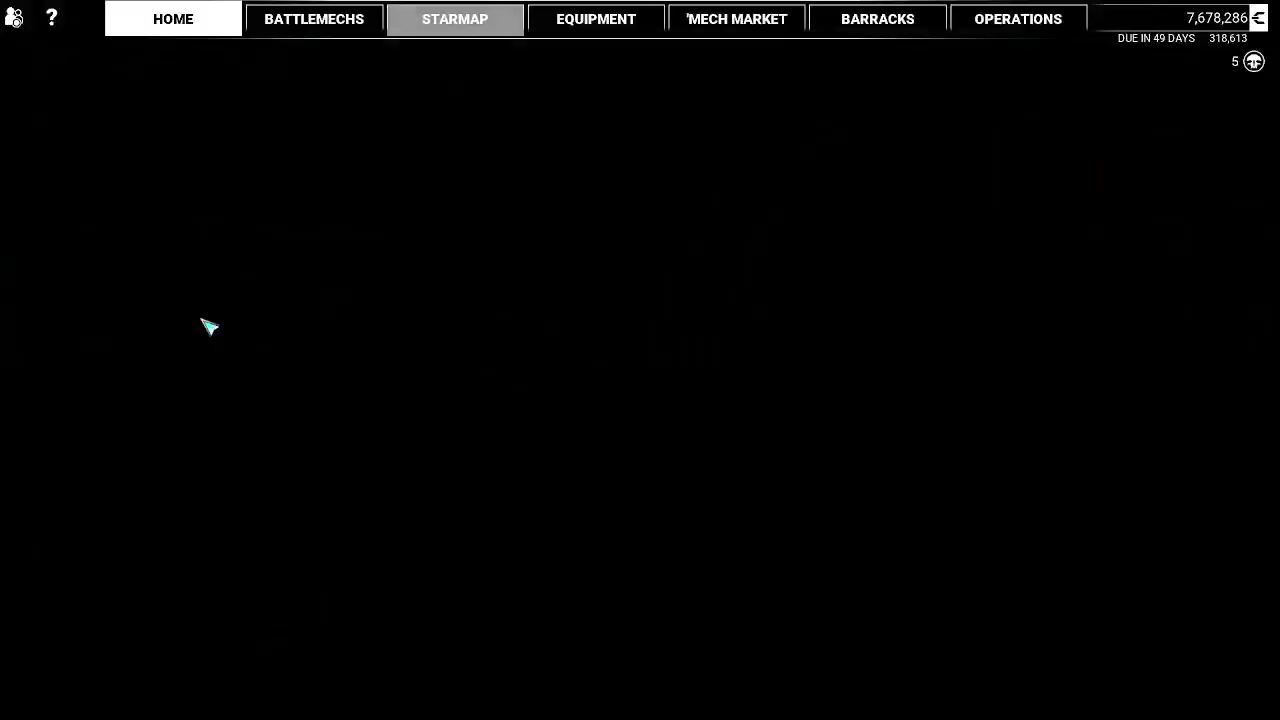 ?
HOME
BATTLEMECHS
STARMAP
EQUIPMENT
'MECH MARKET
BARRACKS
OPERATIONS
7,678,286
DUE IN 49 DAYS 318,613
5